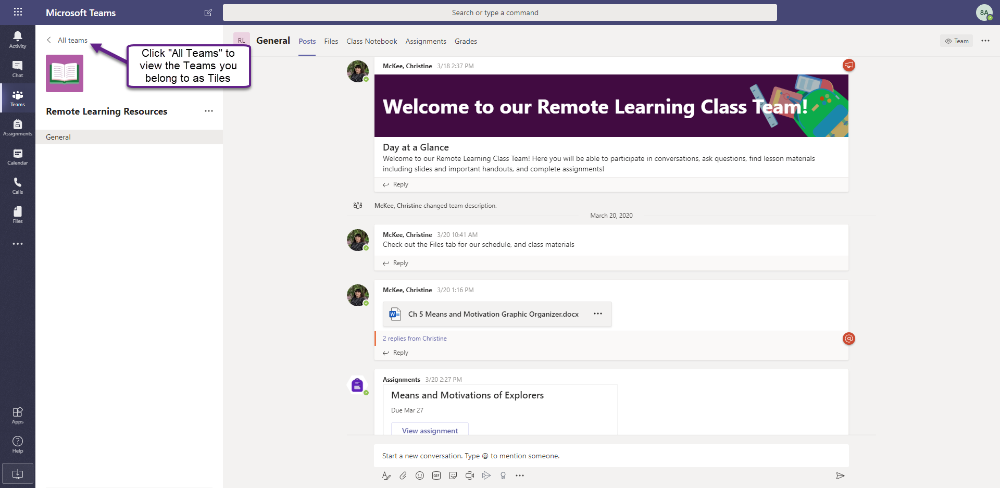 Microsoft Teams
Search or type a command
8A
Activity
Chat
Teams
Assignments
Calendar
Calls
Files
Apps
Help
All teams
Click "All Teams" to
view the Teams you
belong to as Tiles
Remote Learning Resources
General
RL
General
Posts
Files
Class Notebook
Assignments
Grades
Team
McKee, Christine 3/18 2:37 PM
Welcome to our Remote Learning Class Team!
Day at a Glance
Welcome to our Remote Learning Class Team! Here you will be able to participate in conversations, ask questions, find lesson materials
including slides and important handouts, and complete assignments!
Reply
McKee, Christine changed team description.
March 20, 2020
McKee, Christine 3/20 10:41 AM
Check out the Files tab for our schedule, and class materials
Reply
McKee, Christine 3/20 1:16 PM
Ch 5 Means and Motivation Graphic Organizer.docx
2 replies from Christine
Reply
Assignments 3/20 2:27 PM
Means and Motivations of Explorers
Due Mar 27
View assignment
Start a new conversation. Type @ to mention someone.
GIF